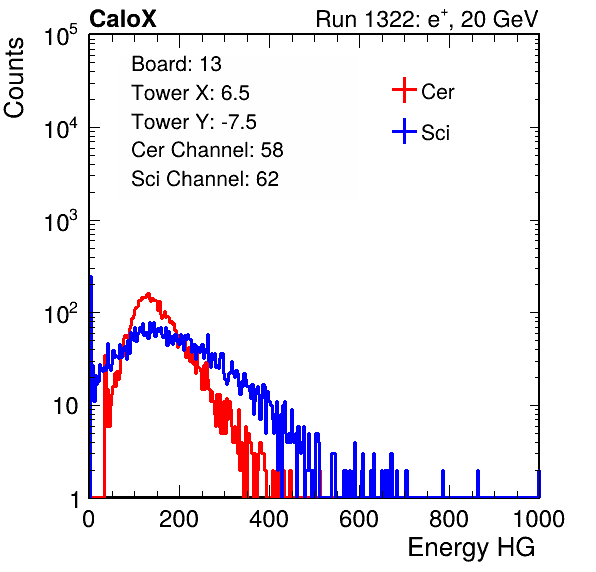 CaloX Run 1322: e⁺, 20 GeV
Counts
10⁵
10⁴
10³
10²
10
1
Board: 13
Tower X: 6.5
Tower Y: -7.5
Cer Channel: 58
Sci Channel: 62
Cer
Sci
0 200 400 600 800 1000
Energy HG